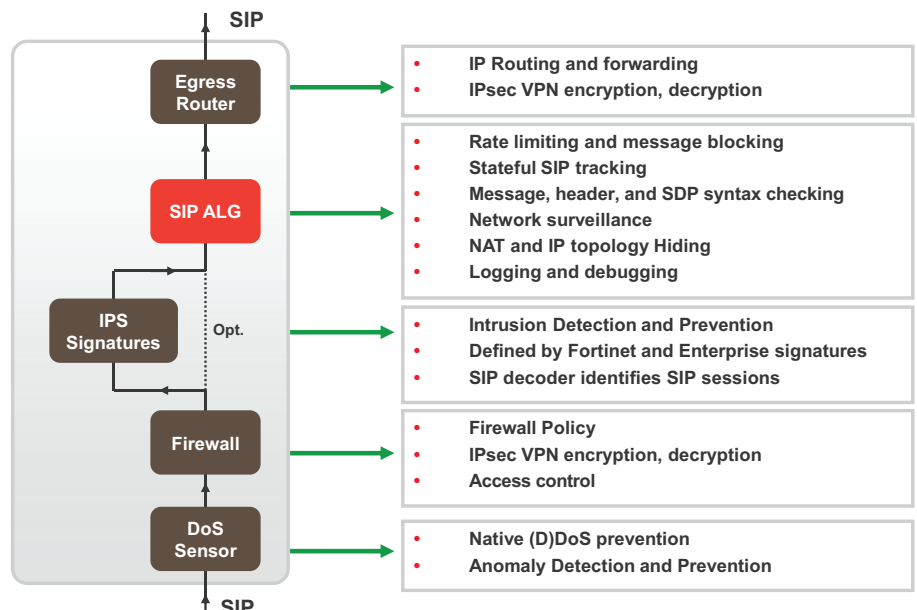 SIP
Egress
Router
• IP Routing and forwarding
• IPsec VPN encryption, decryption
SIP ALG
• Rate limiting and message blocking
• Stateful SIP tracking
• Message, header, and SDP syntax checking
• Network surveillance
• NAT and IP topology Hiding
• Logging and debugging
IPS
Signatures
Opt.
• Intrusion Detection and Prevention
• Defined by Fortinet and Enterprise signatures
• SIP decoder identifies SIP sessions
Firewall
• Firewall Policy
• IPsec VPN encryption, decryption
• Access control
DoS
Sensor
• Native (D)DoS prevention
• Anomaly Detection and Prevention
SIP